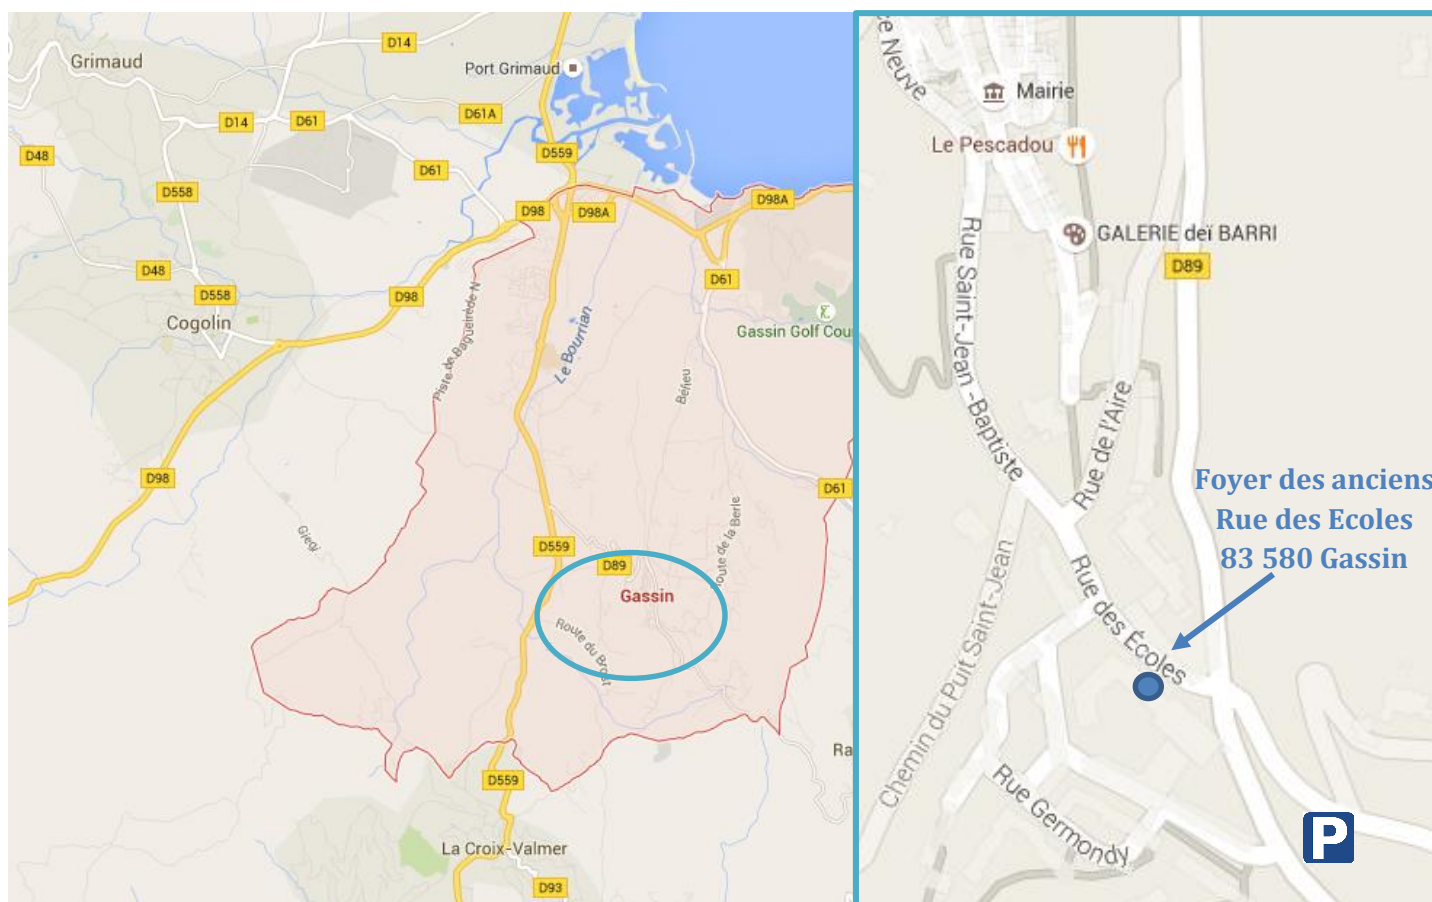 Grimaud
D14
Port Grimaud
D14
D61
D61A
D48
D559
D61
D558
D98
D98A
D98A
D48
D61
D558
D98
Cogolin
Piste de Bagueirède N
Le Bourrian
Gassin Golf Cou
Béheu
D98
D61
Route de la Berle
D559
D89
Gassin
Route du Brost
D559
La Croix-Valmer
D93
Ra
ce Neuve
Mairie
Le Pescadou
GALERIE deï BARRI
D89
Rue Saint-Jean-Baptiste
Rue de l'Aire
Foyer des anciens
Rue des Ecoles
83 580 Gassin
Chemin du Puit Saint-Jean
Rue des Écoles
Rue Germondy
P